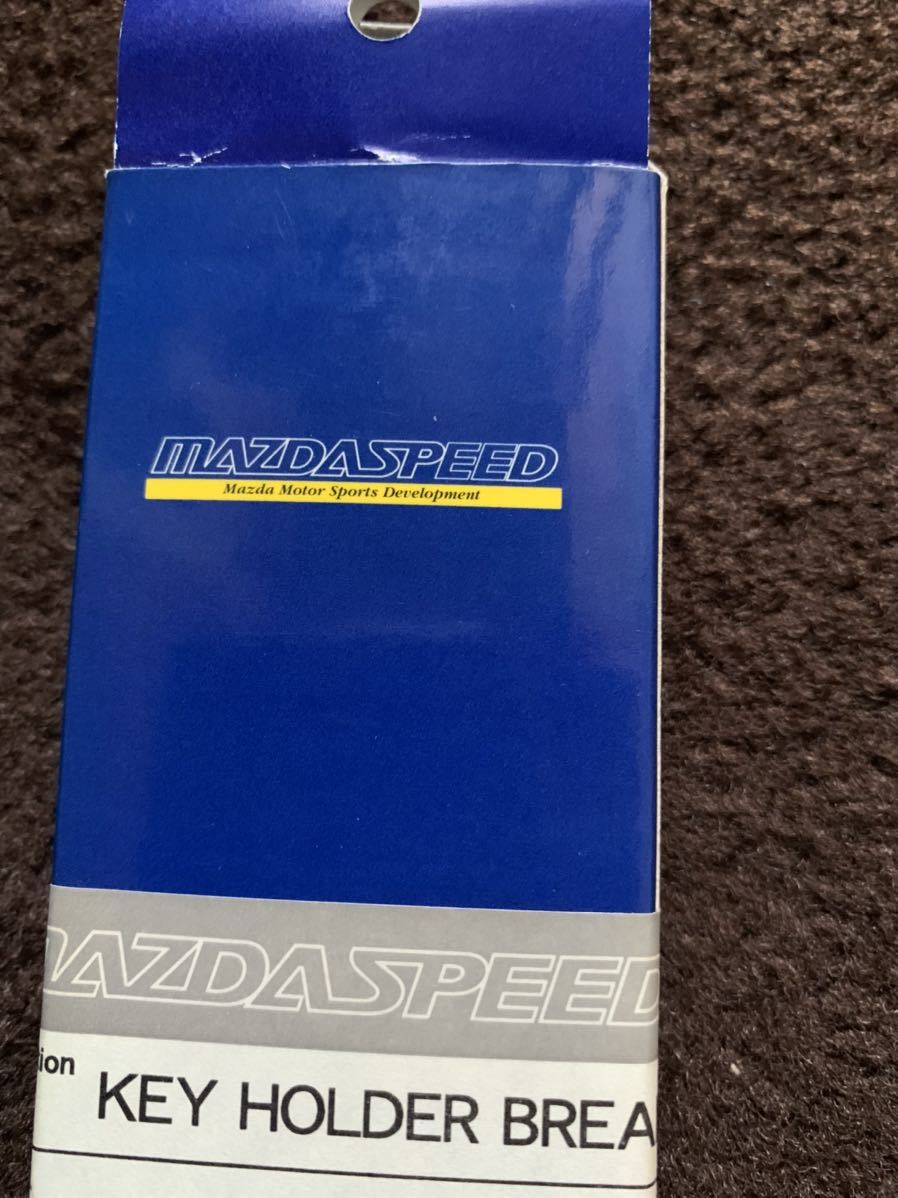 MAZDASPEED
Mazda Motor Sports Development
MAZDASPEED
ion
KEY HOLDER BREA